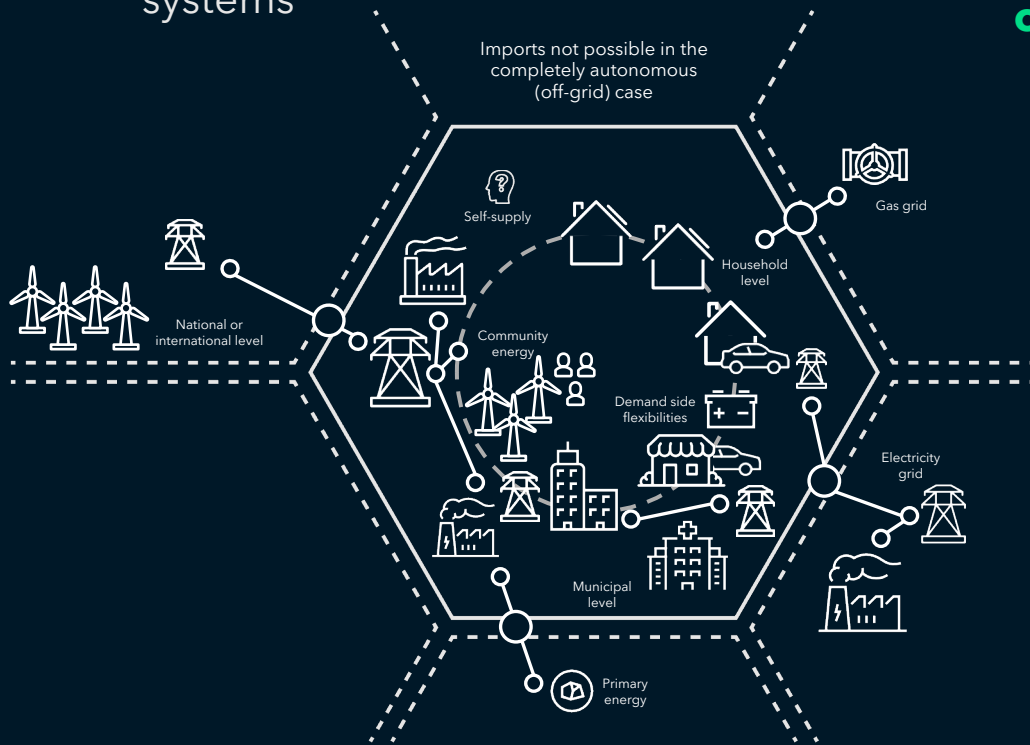 systems
Imports not possible in the
completely autonomous
(off-grid) case
Self-supply
Gas grid
Household
level
National or
international level
Community
energy
Demand side
flexibilities
Electricity
grid
Municipal
level
Primary
energy